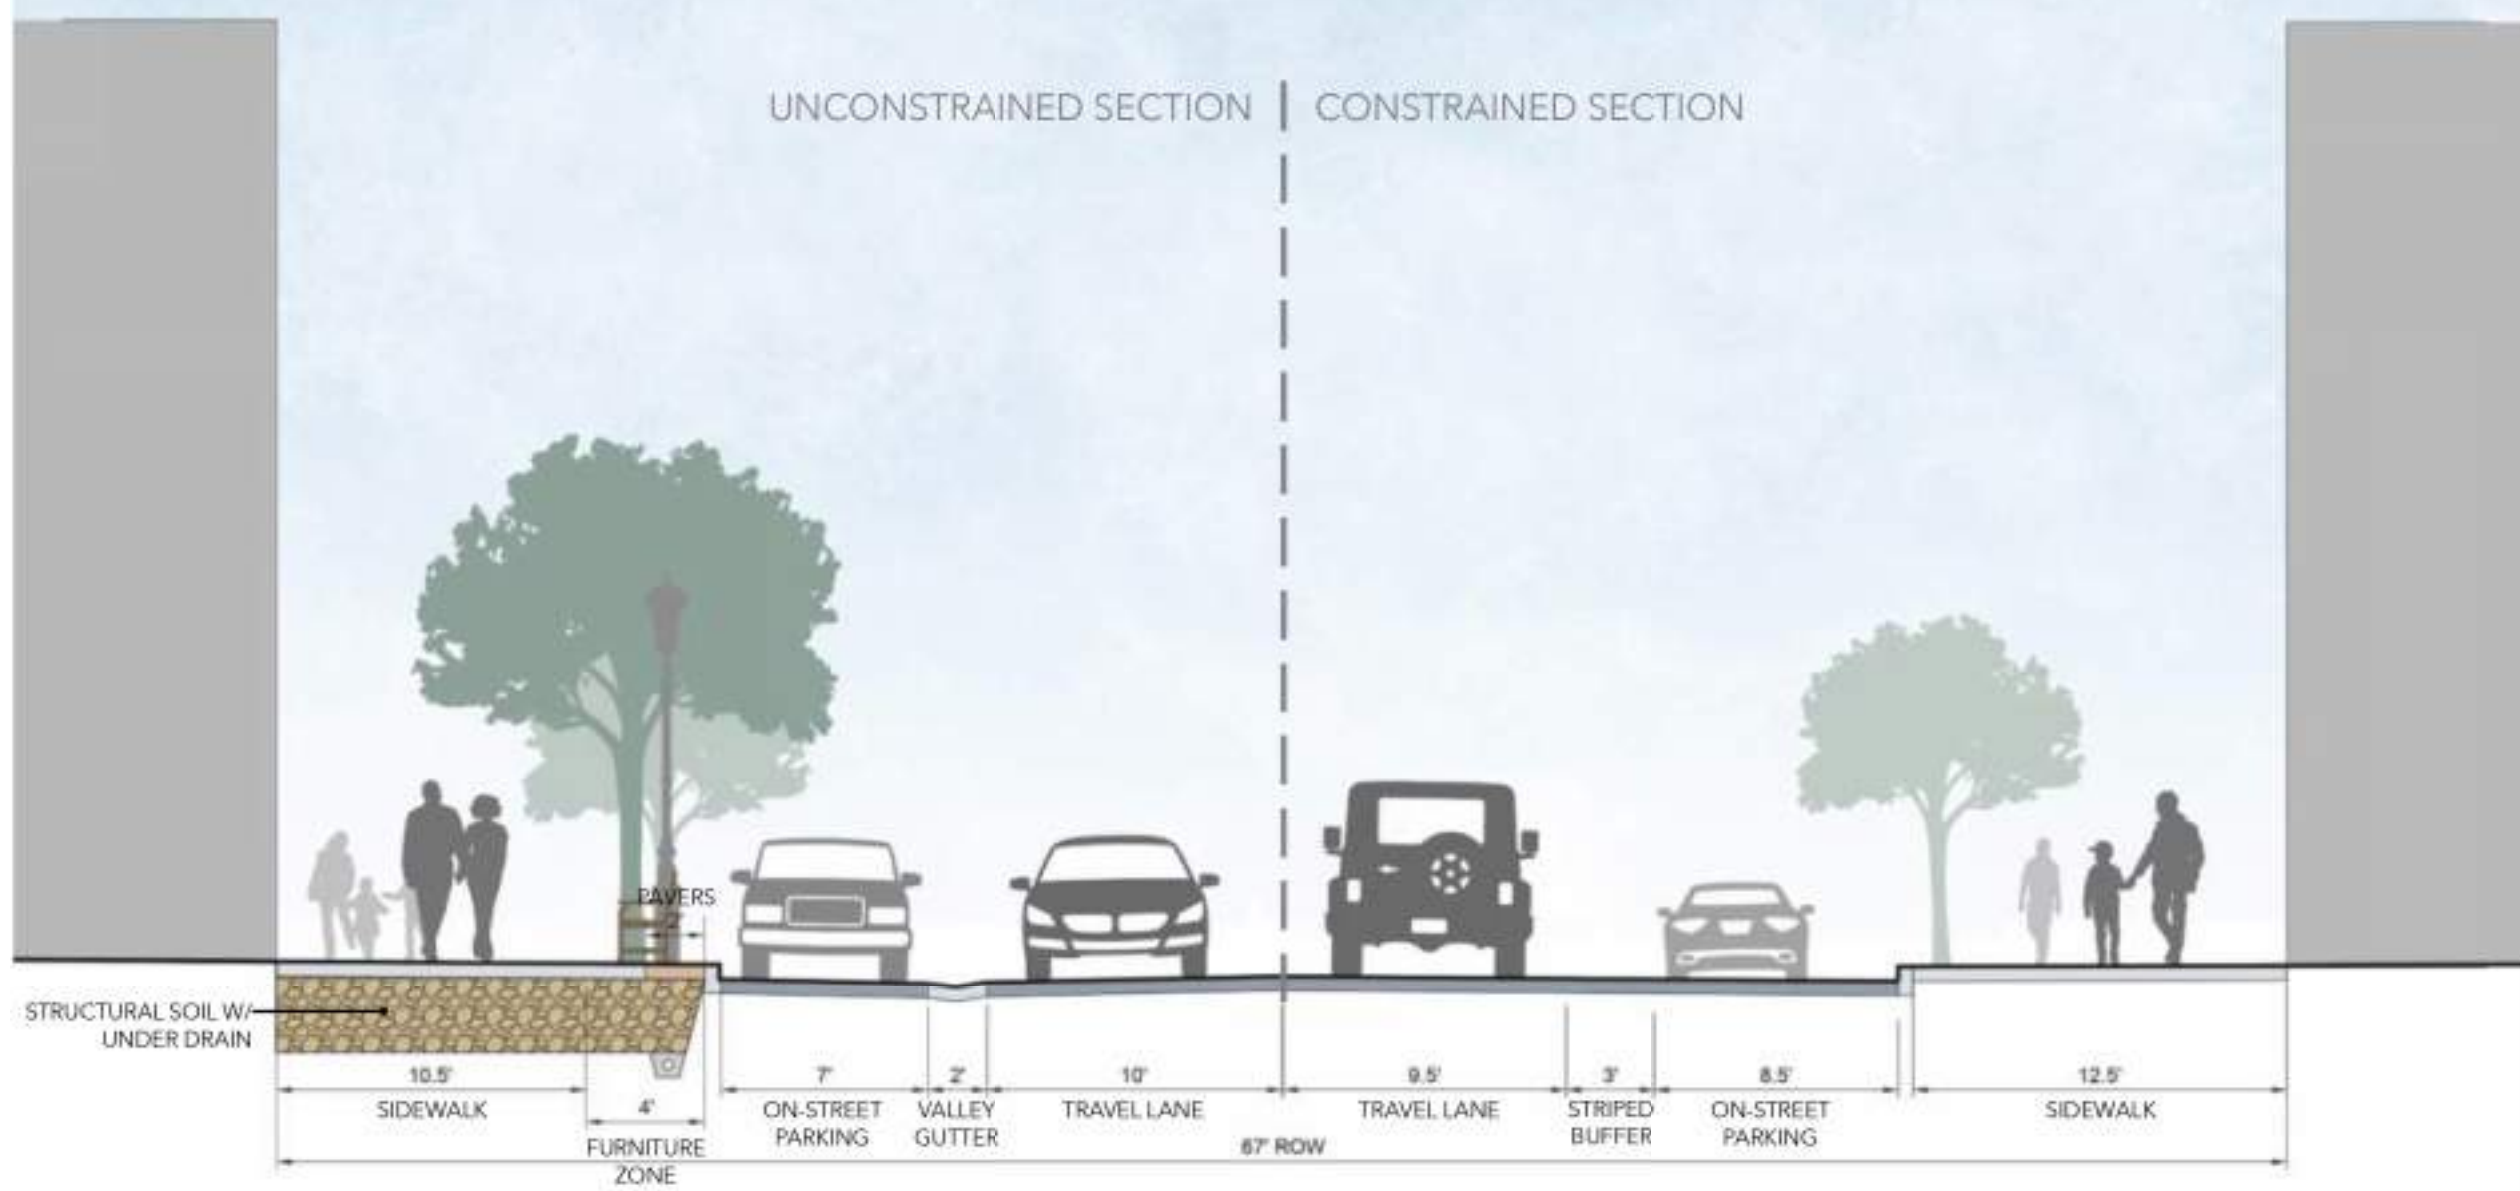 UNCONSTRAINED SECTION
CONSTRAINED SECTION
PAVERS
2'
STRUCTURAL SOIL W/
UNDER DRAIN
10.5'
SIDEWALK
4'
FURNITURE
ZONE
7'
ON-STREET
PARKING
2'
VALLEY
GUTTER
10'
TRAVEL LANE
9.5'
TRAVEL LANE
3'
STRIPED
BUFFER
8.5'
ON-STREET
PARKING
12.5'
SIDEWALK
67' ROW